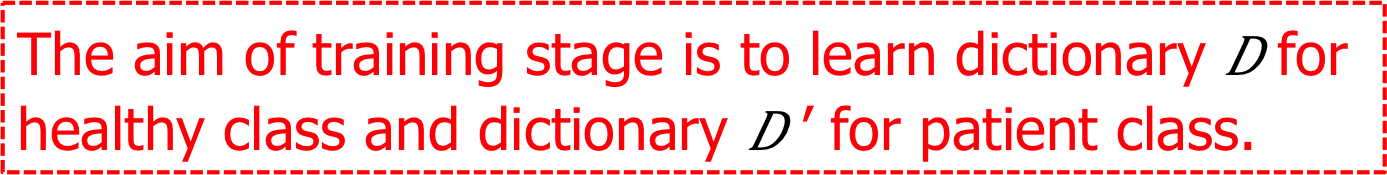 The aim of training stage is to learn dictionary D for
healthy class and dictionary D ’ for patient class.